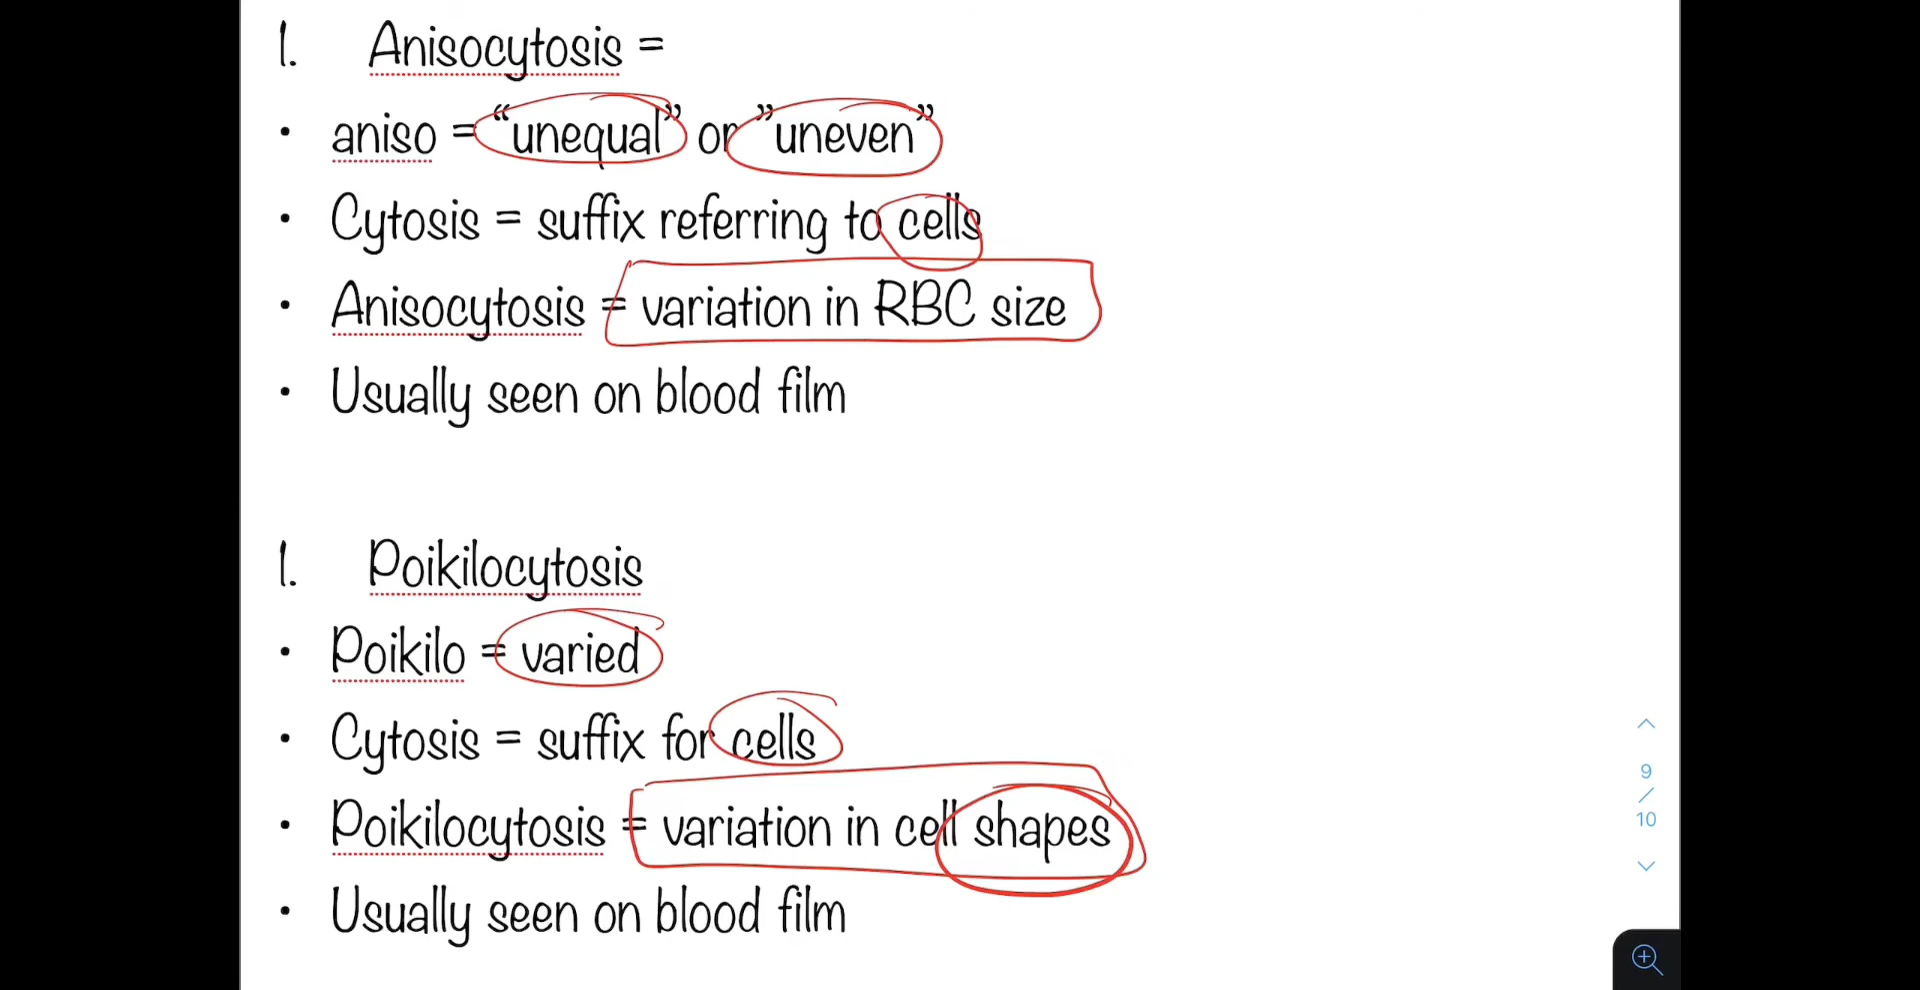 1. Anisocytosis =
• aniso = “unequal” or ”uneven”
• Cytosis = suffix referring to cells
• Anisocytosis = variation in RBC size
• Usually seen on blood film
1. Poikilocytosis
• Poikilo = varied
• Cytosis = suffix for cells
• Poikilocytosis = variation in cell shapes
• Usually seen on blood film
9
/
10